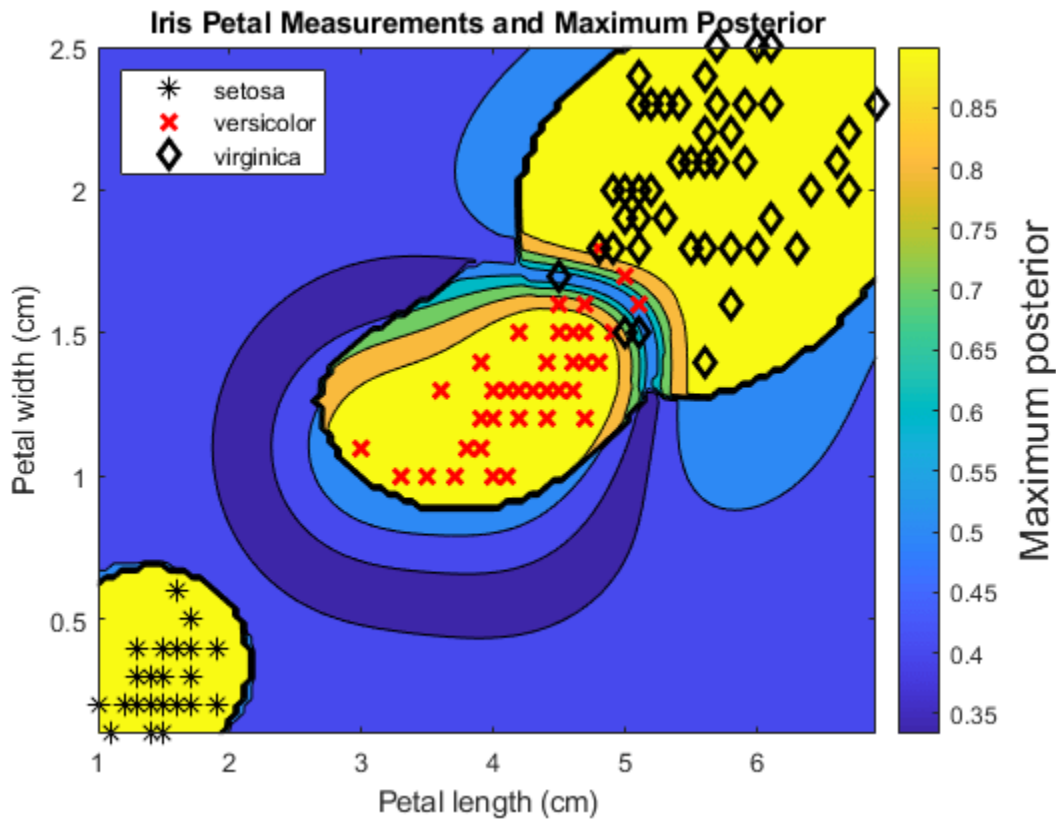 Iris Petal Measurements and Maximum Posterior
setosa
versicolor
virginica
2.5
2
1.5
1
0.5
Petal width (cm)
1 2 3 4 5 6
Petal length (cm)
0.85
0.8
0.75
0.7
0.65
0.6
0.55
0.5
0.45
0.4
0.35
Maximum posterior